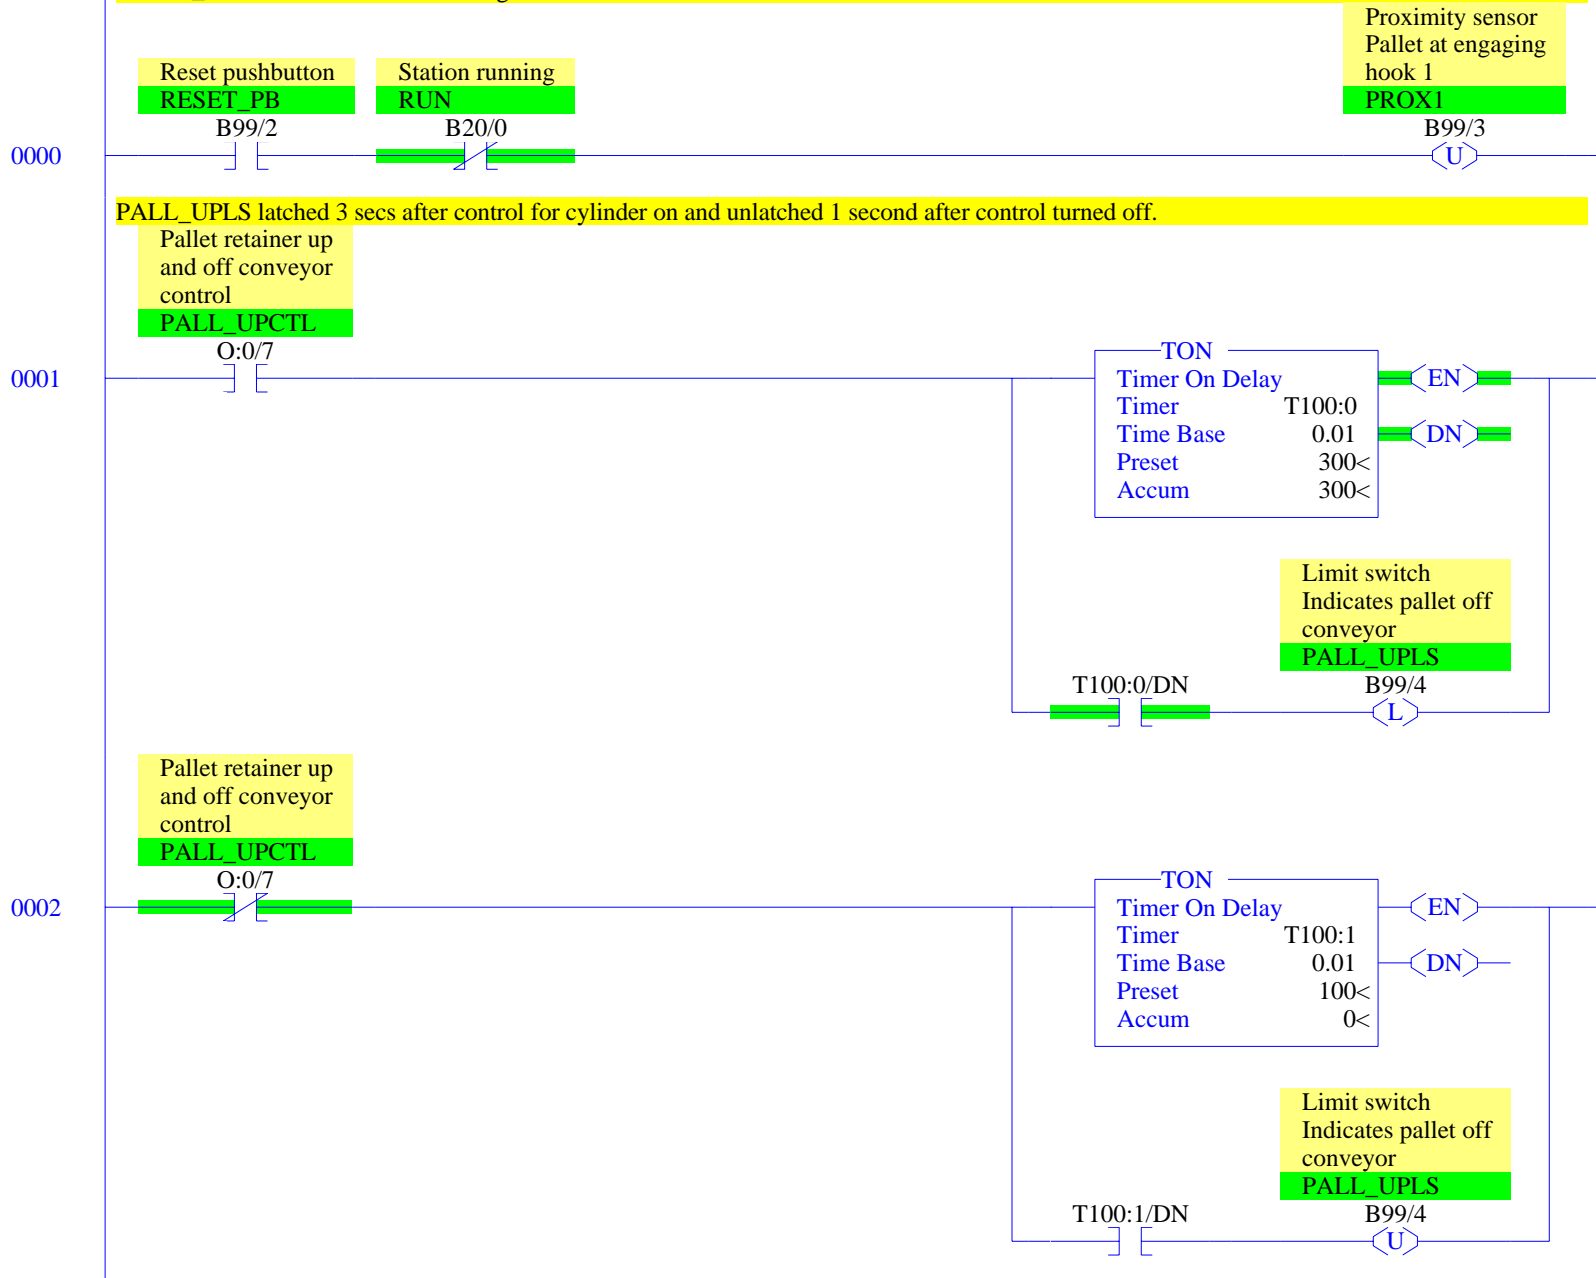 Proximity sensor
Pallet at engaging
hook 1
PROX1
B99/3
Reset pushbutton
RESET_PB
B99/2
Station running
RUN
B20/0
0000
U
PALL_UPLS latched 3 secs after control for cylinder on and unlatched 1 second after control turned off.
Pallet retainer up
and off conveyor
control
PALL_UPCTL
O:0/7
0001
TON
Timer On Delay
Timer T100:0
Time Base 0.01
Preset 300<
Accum 300<
EN
DN
Limit switch
Indicates pallet off
conveyor
PALL_UPLS
T100:0/DN
B99/4
L
Pallet retainer up
and off conveyor
control
PALL_UPCTL
O:0/7
0002
TON
Timer On Delay
Timer T100:1
Time Base 0.01
Preset 100<
Accum 0<
EN
DN
Limit switch
Indicates pallet off
conveyor
PALL_UPLS
T100:1/DN
B99/4
U